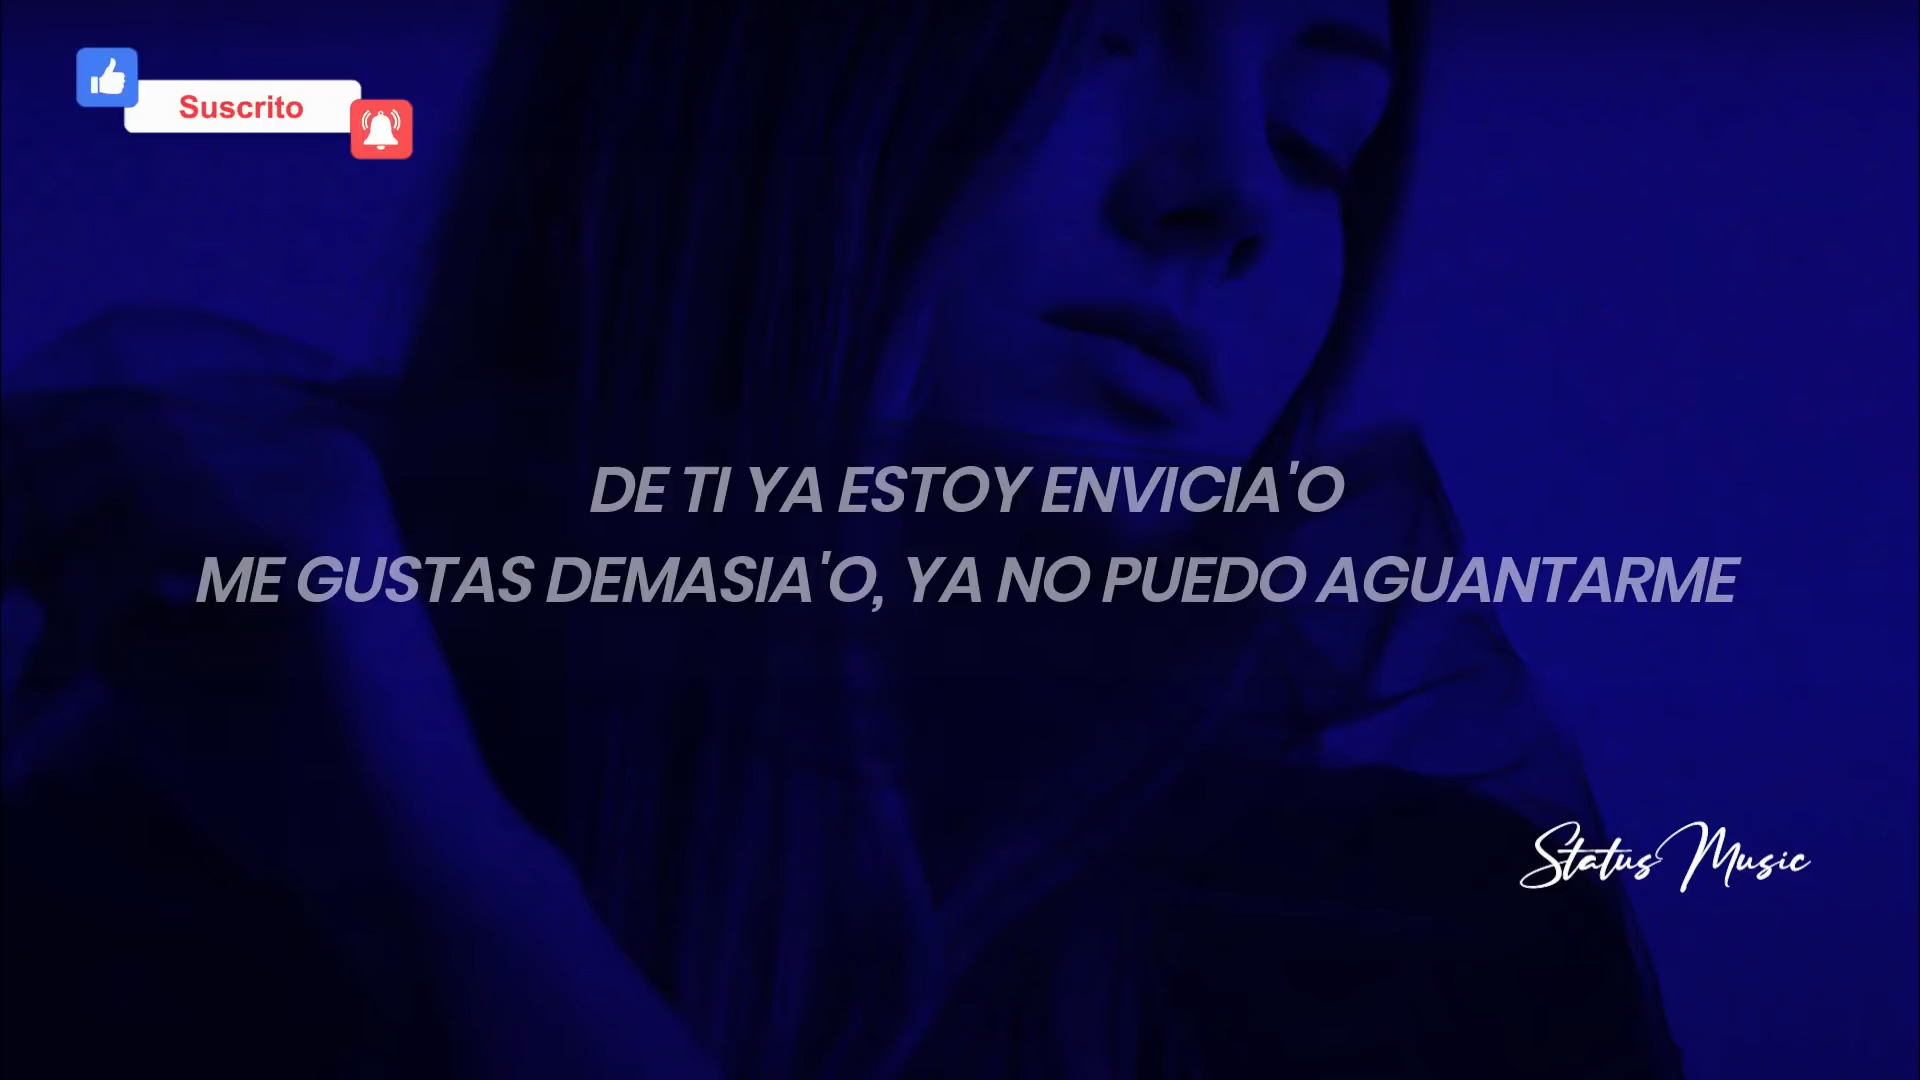 Suscrito
DE TI YA ESTOY ENVICIA'O
ME GUSTAS DEMASIA'O, YA NO PUEDO AGUANTARME
Status Music